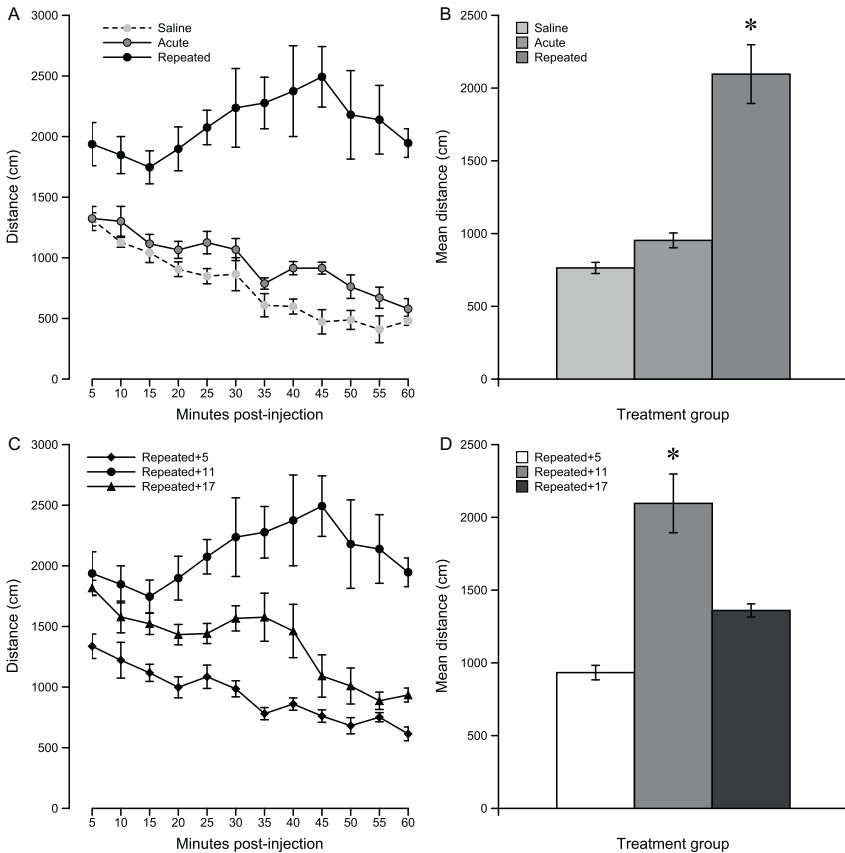 A
3000
2500
2000
1500
1000
500
0
Distance (cm)
Saline
Acute
Repeated
5 10 15 20 25 30 35 40 45 50 55 60
Minutes post-injection
B
2500
2000
1500
1000
500
0
Mean distance (cm)
Saline
Acute
Repeated
*
Treatment group
C
3000
2500
2000
1500
1000
500
0
Distance (cm)
Repeated+5
Repeated+11
Repeated+17
5 10 15 20 25 30 35 40 45 50 55 60
Minutes post-injection
D
2500
2000
1500
1000
500
0
Mean distance (cm)
Repeated+5
Repeated+11
Repeated+17
*
Treatment group